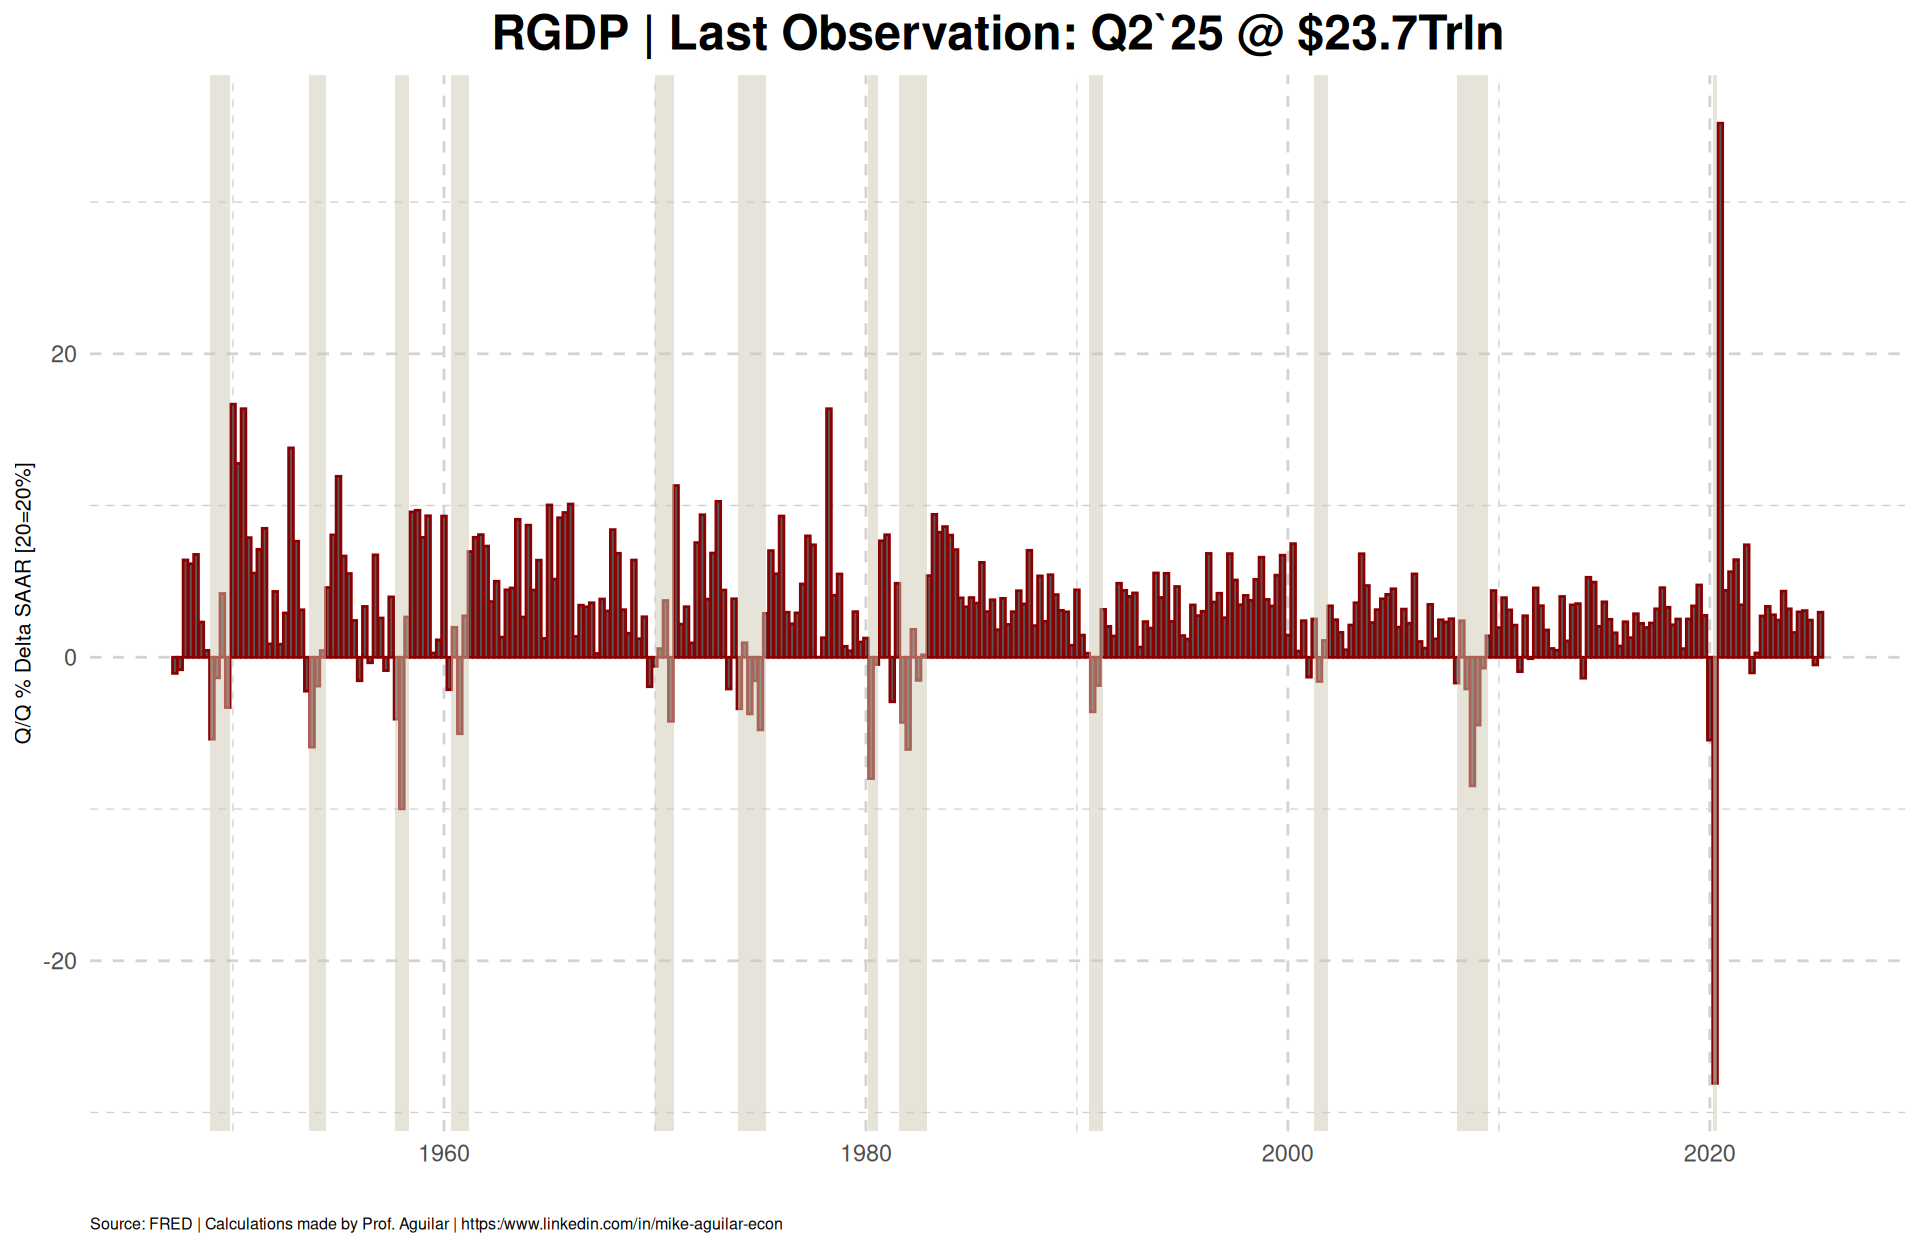 RGDP | Last Observation: Q2`25 @ $23.7Trln
Q/Q % Delta SAAR [20=20%]
20
0
-20
1960
1980
2000
2020
Source: FRED | Calculations made by Prof. Aguilar | https:/www.linkedin.com/in/mike-aguilar-econ